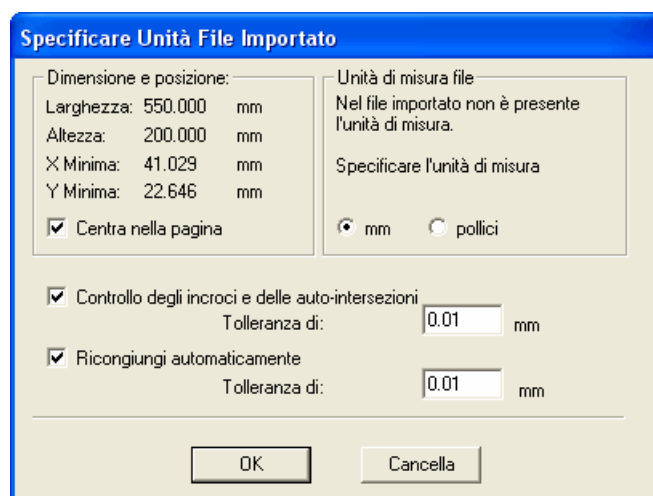 Specificare Unità File Importato
Dimensione e posizione:
Larghezza: 550.000 mm
Altezza: 200.000 mm
X Minima: 41.029 mm
Y Minima: 22.646 mm
Centra nella pagina
Unità di misura file
Nel file importato non è presente
l'unità di misura.
Specificare l'unità di misura
mm pollici
Controllo degli incroci e delle auto-intersezioni
Tolleranza di: 0.01 mm
Ricongiungi automaticamente
Tolleranza di: 0.01 mm
OK Cancella